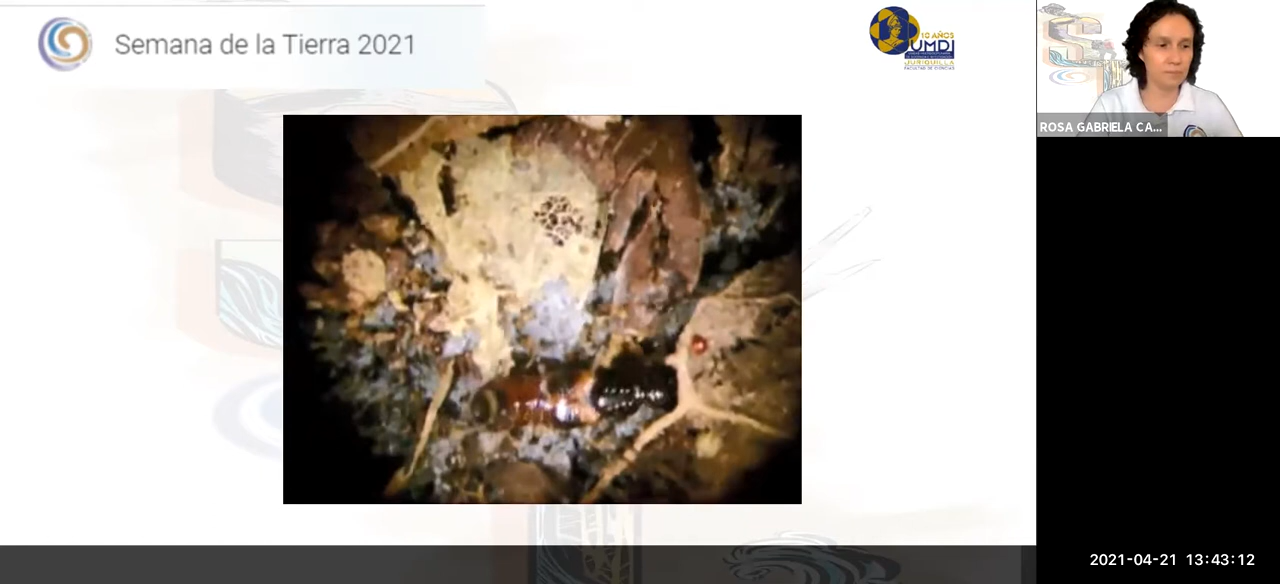 Semana de la Tierra 2021
10 AÑOS
UMDI
JURIQUILLA
FACULTAD DE CIENCIAS
ROSA GABRIELA CA...
2021-04-21 13:43:12